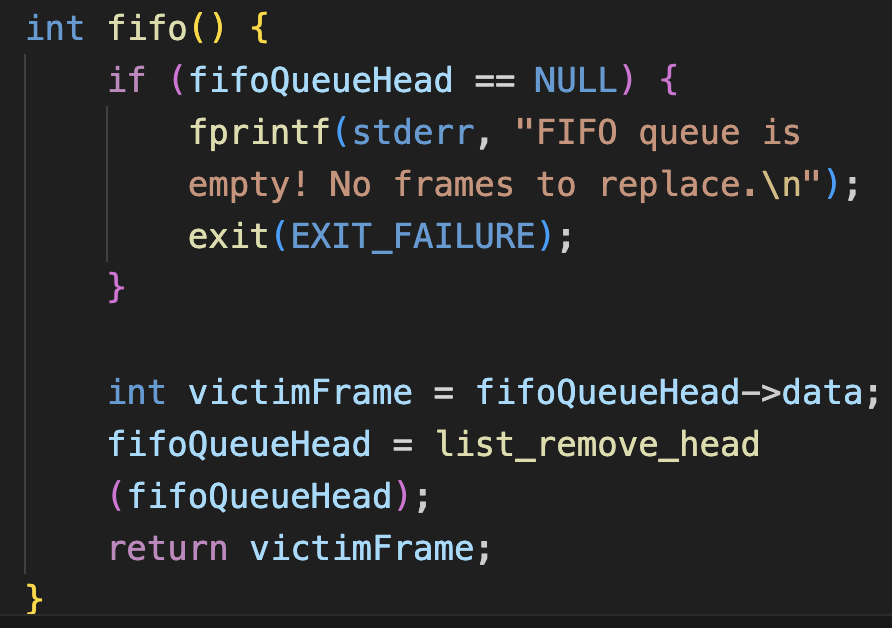 int fifo() {
if (fifoQueueHead == NULL) {
fprintf(stderr, "FIFO queue is
empty! No frames to replace.\n");
exit(EXIT_FAILURE);
}
int victimFrame = fifoQueueHead->data;
fifoQueueHead = list_remove_head
(fifoQueueHead);
return victimFrame;
}